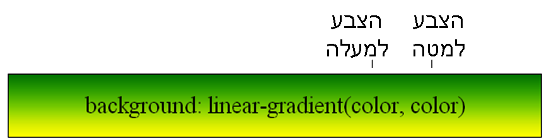 הצבע למעלה
הצבע למטה
background: linear-gradient(color, color)